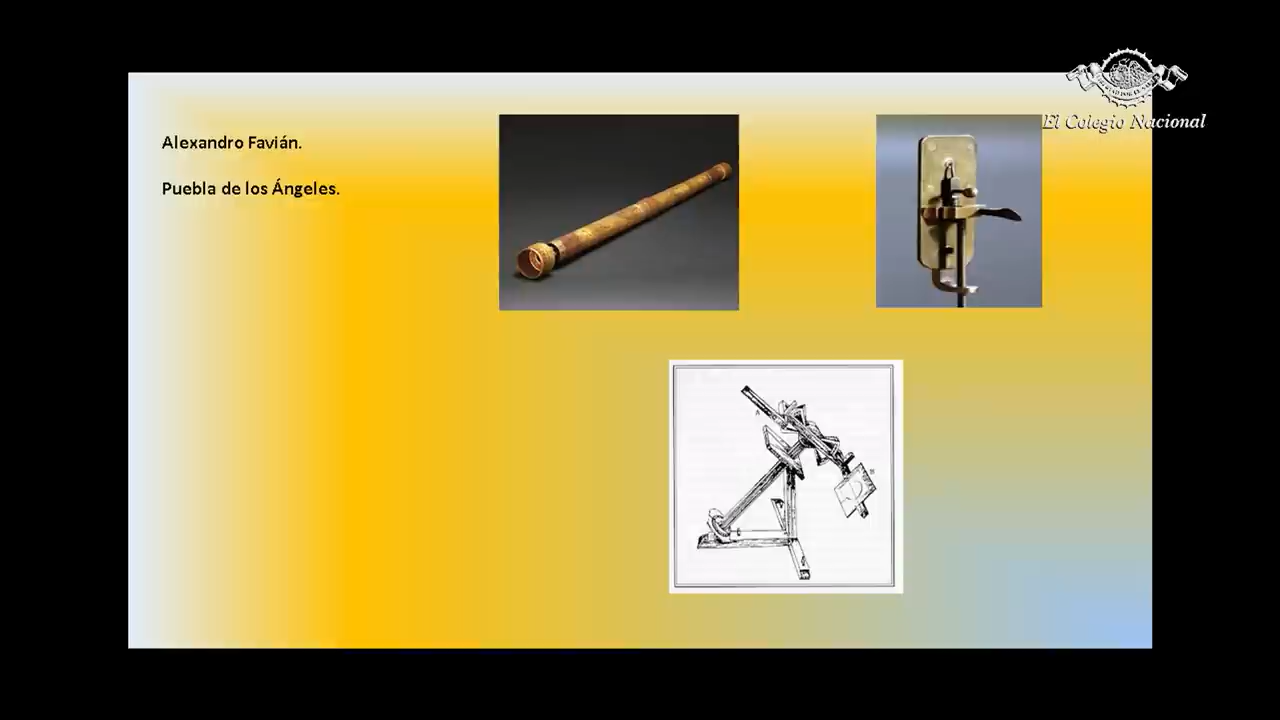 El Colegio Nacional
Alexandro Favián.
Puebla de los Ángeles.
A